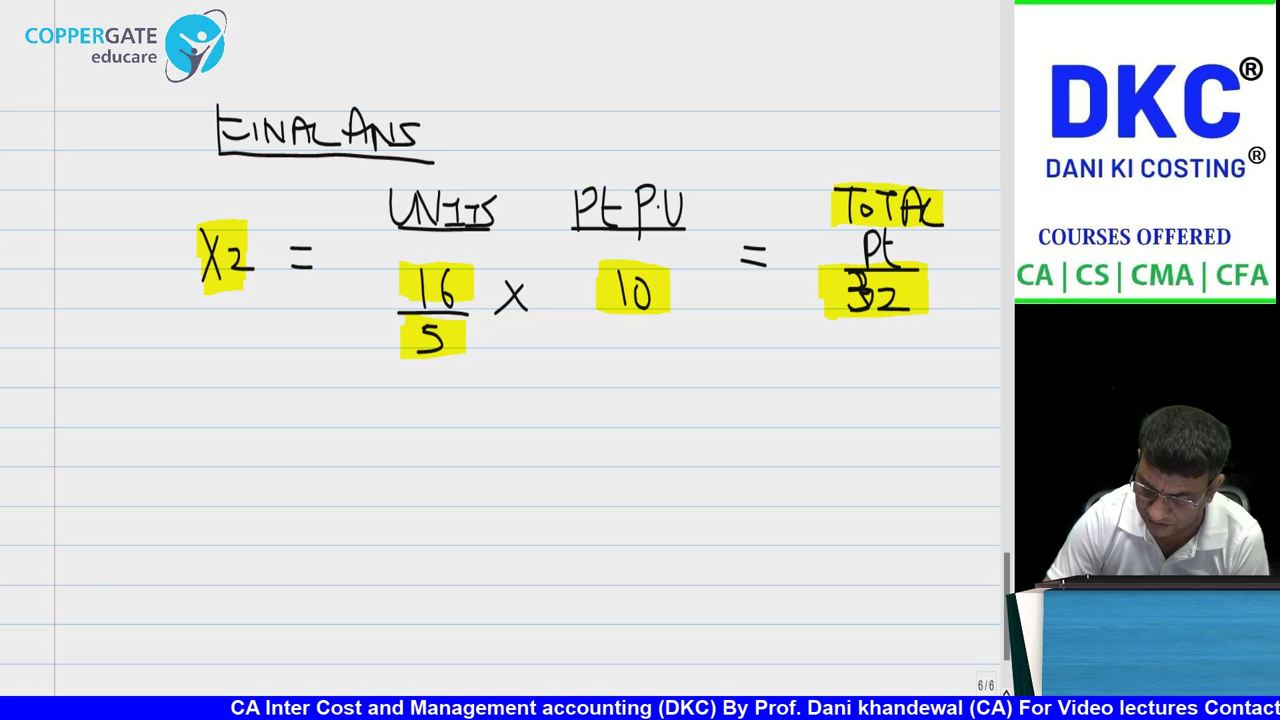 COPPERGATE
educare
FINAL ANS
UNITS Pt P.U TOTAL
Pt
X2 = 16/5 X 10 = 32
6/6
DKC®
DANI KI COSTING®
COURSES OFFERED
CA | CS | CMA | CFA
CA Inter Cost and Management accounting (DKC) By Prof. Dani khandewal (CA) For Video lectures Contact